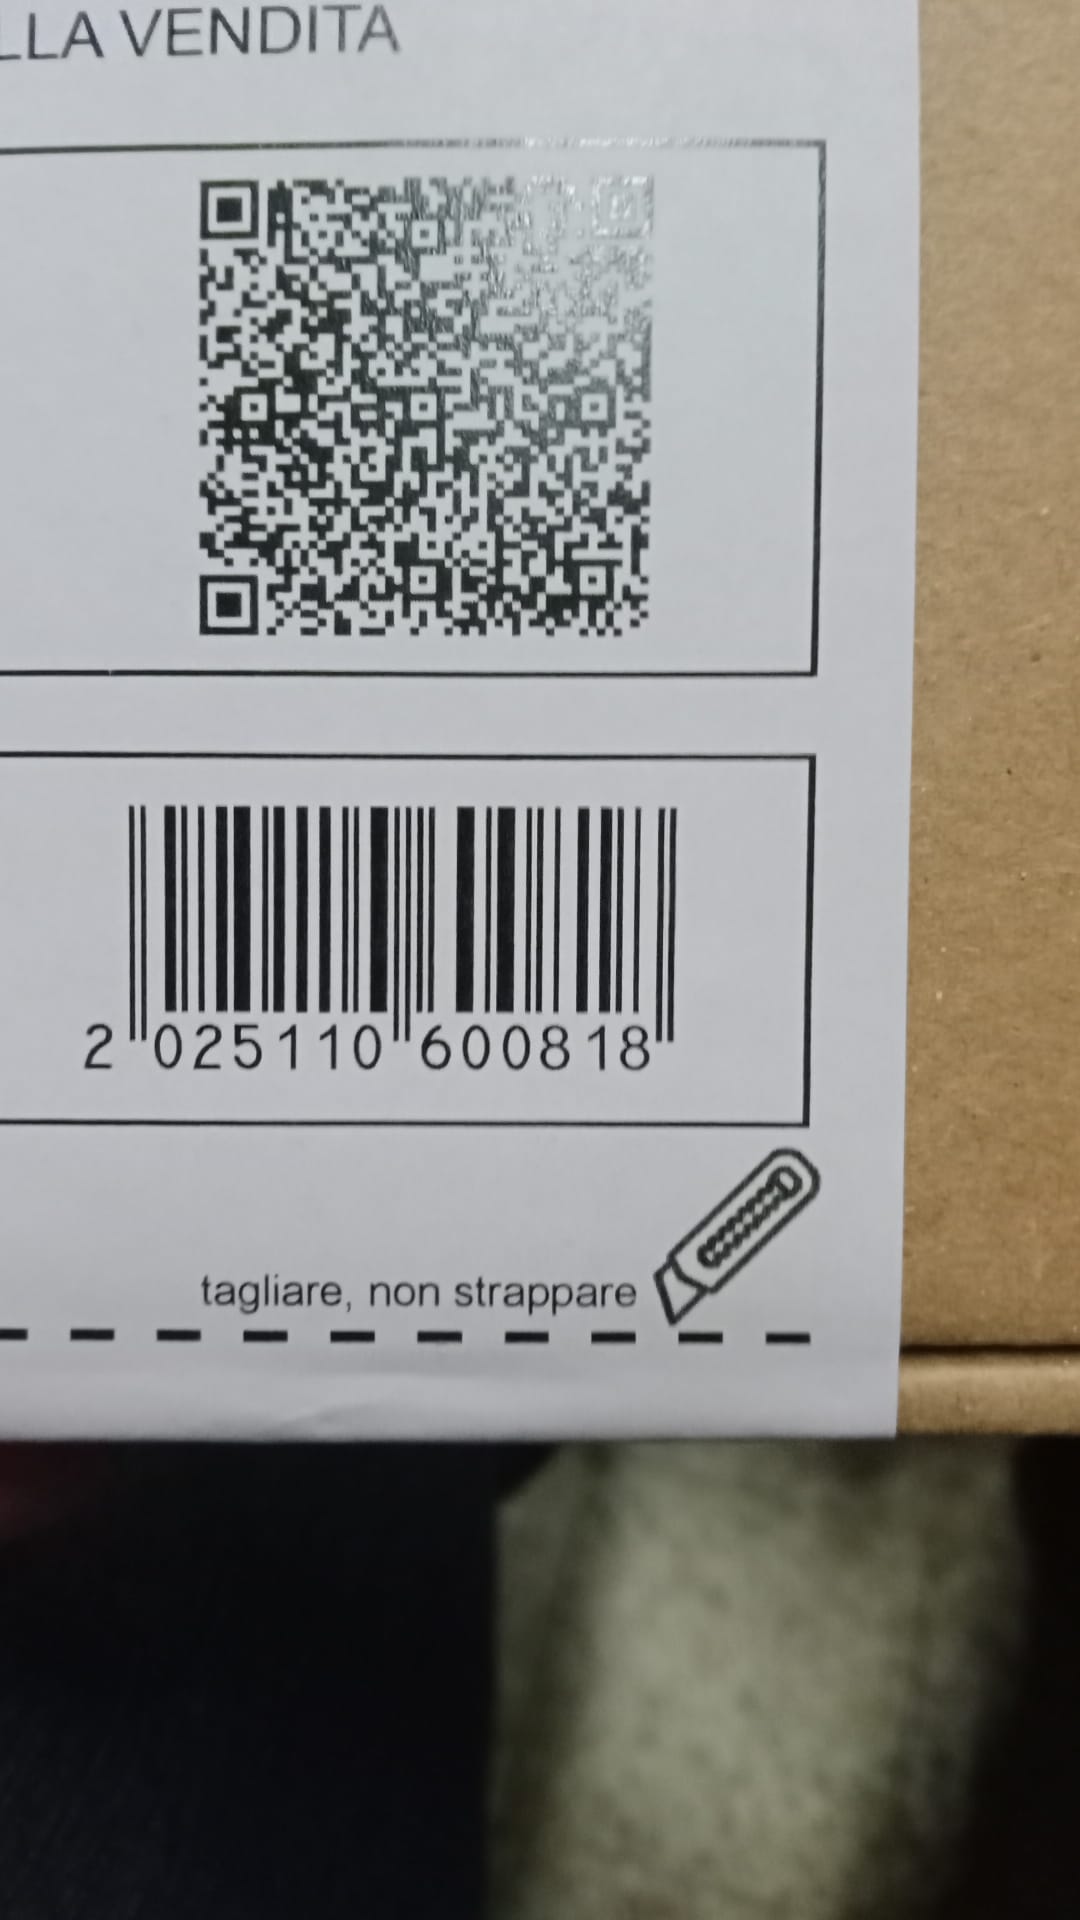 LLA VENDITA
2 025110 600818
tagliare, non strappare